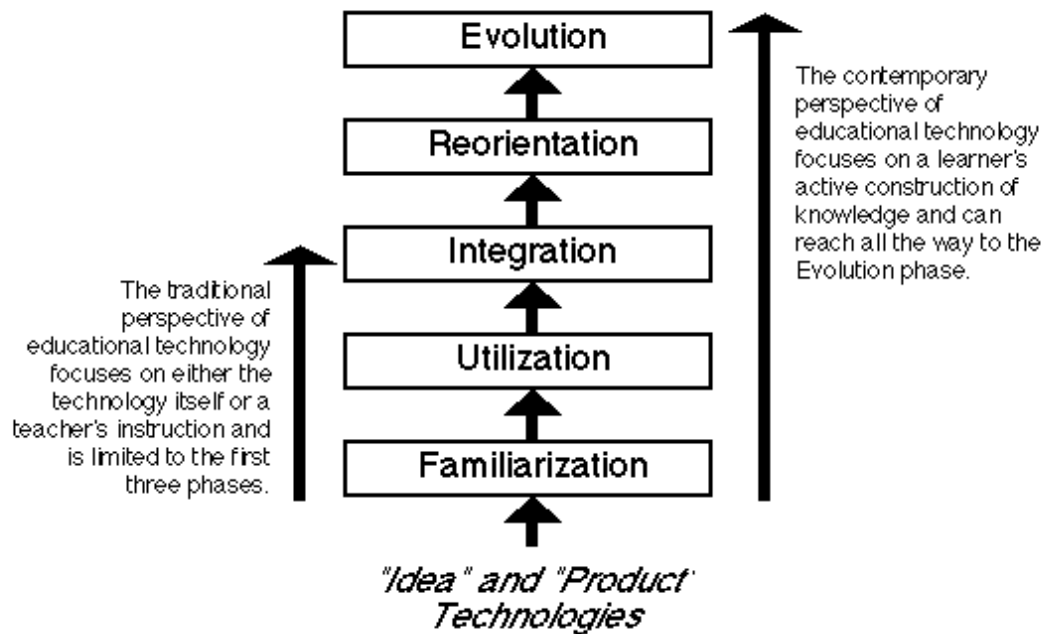 Evolution
Reorientation
Integration
Utilization
Familiarization
"Idea" and "Product"
Technologies
The traditional
perspective of
educational technology
focuses on either the
technology itself or a
teacher's instruction and
is limited to the first
three phases.
The contemporary
perspective of
educational technology
focuses on a learner's
active construction of
knowledge and can
reach all the way to the
Evolution phase.